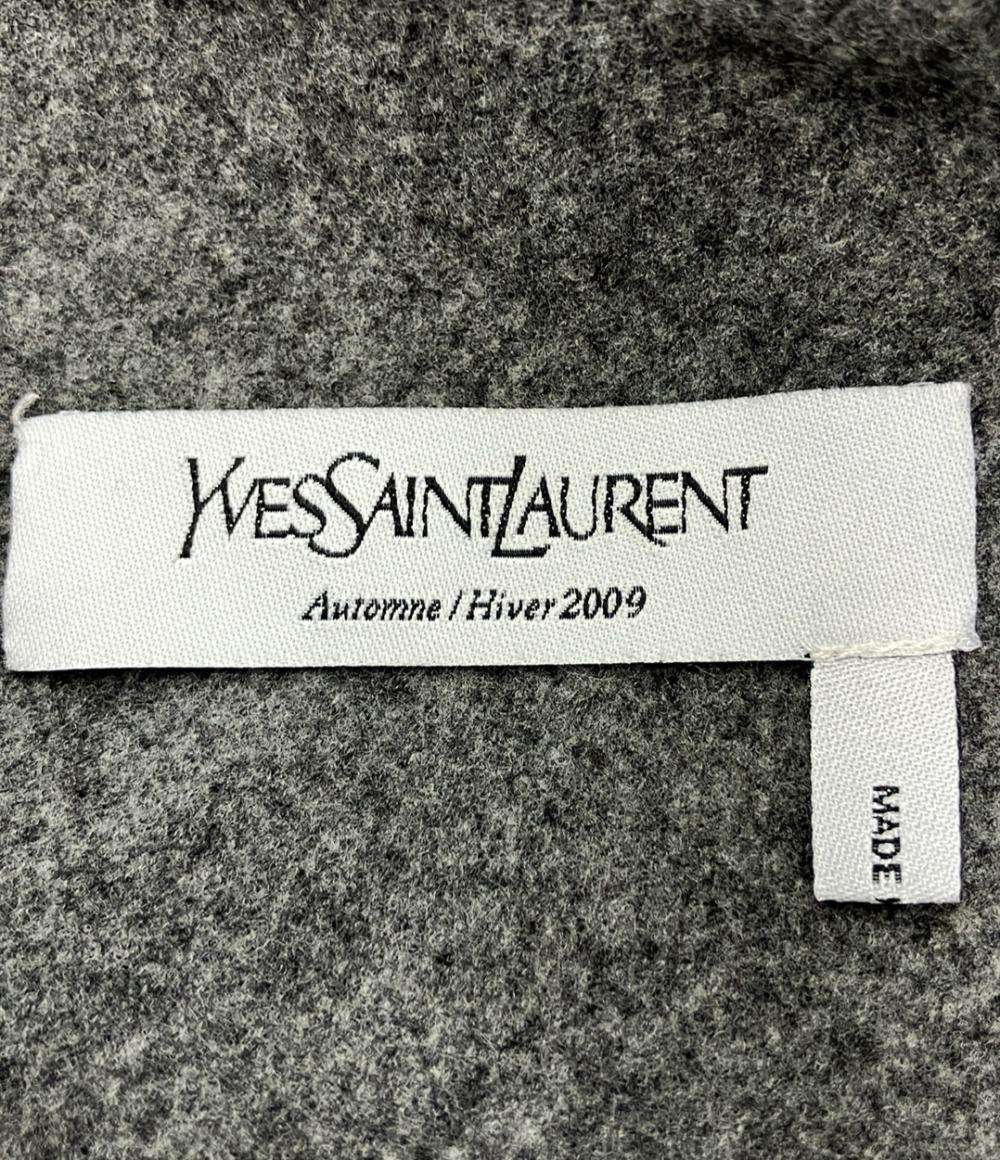 YVESSAINTLAURENT
Automne / Hiver 2009
MADE